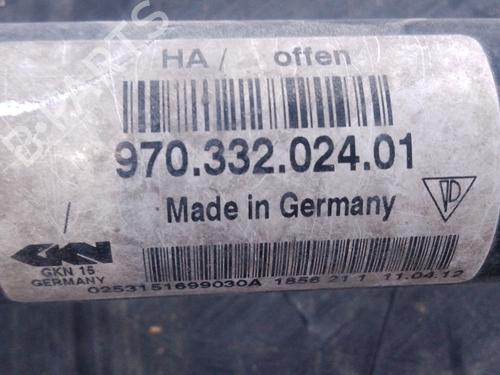 HA / offen
970.332.024.01
Made in Germany
/
GKN
GKN 15
GERMANY
0253151699030A 1856 21 1 11.04.12
B-PARTS